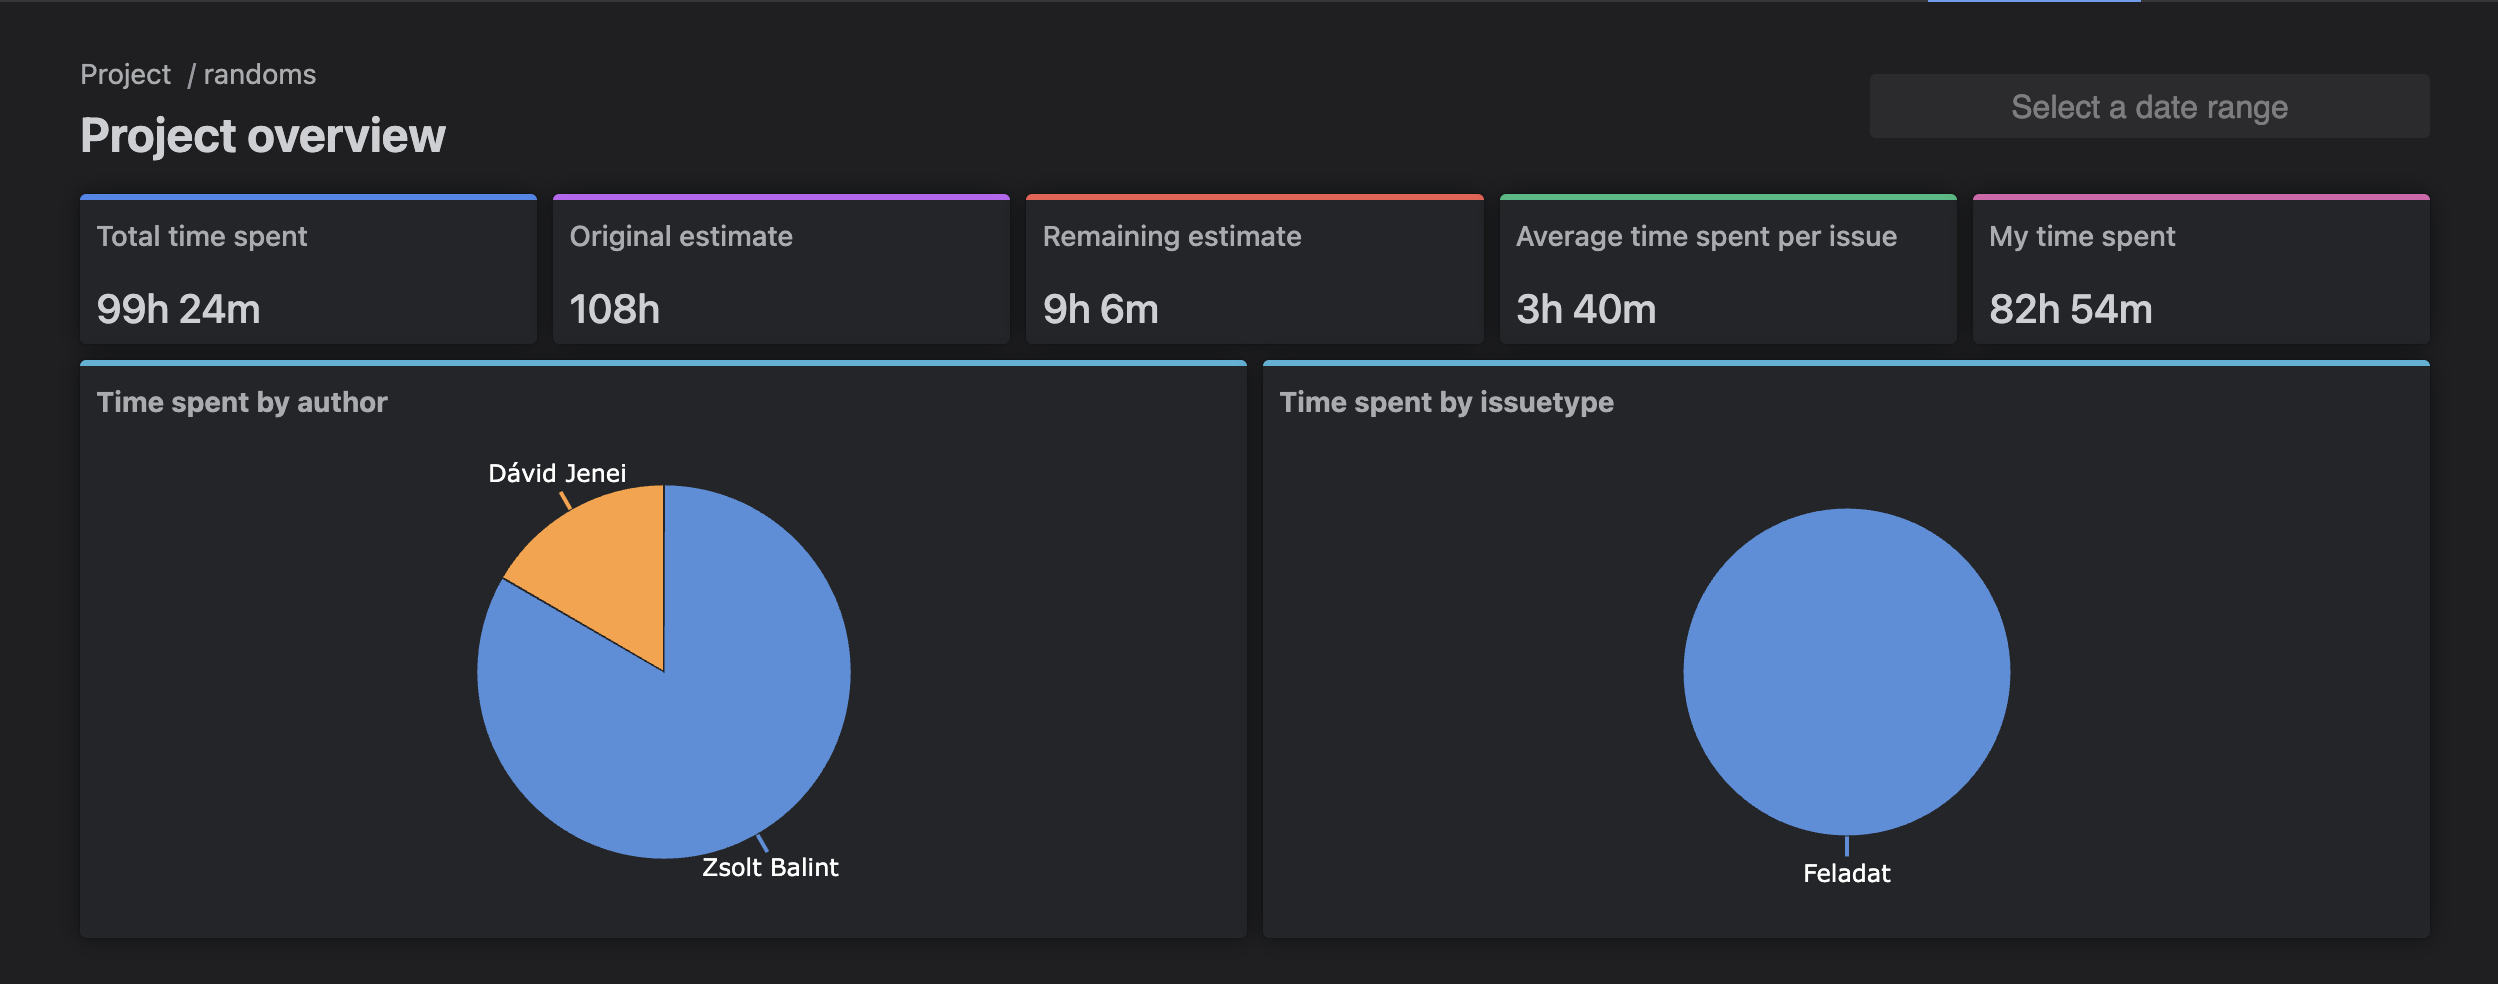 Project / randoms
Project overview
Select a date range
Total time spent
99h 24m
Original estimate
108h
Remaining estimate
9h 6m
Average time spent per issue
3h 40m
My time spent
82h 54m
Time spent by author
Dávid Jenei
Zsolt Balint
Time spent by issuetype
Feladat